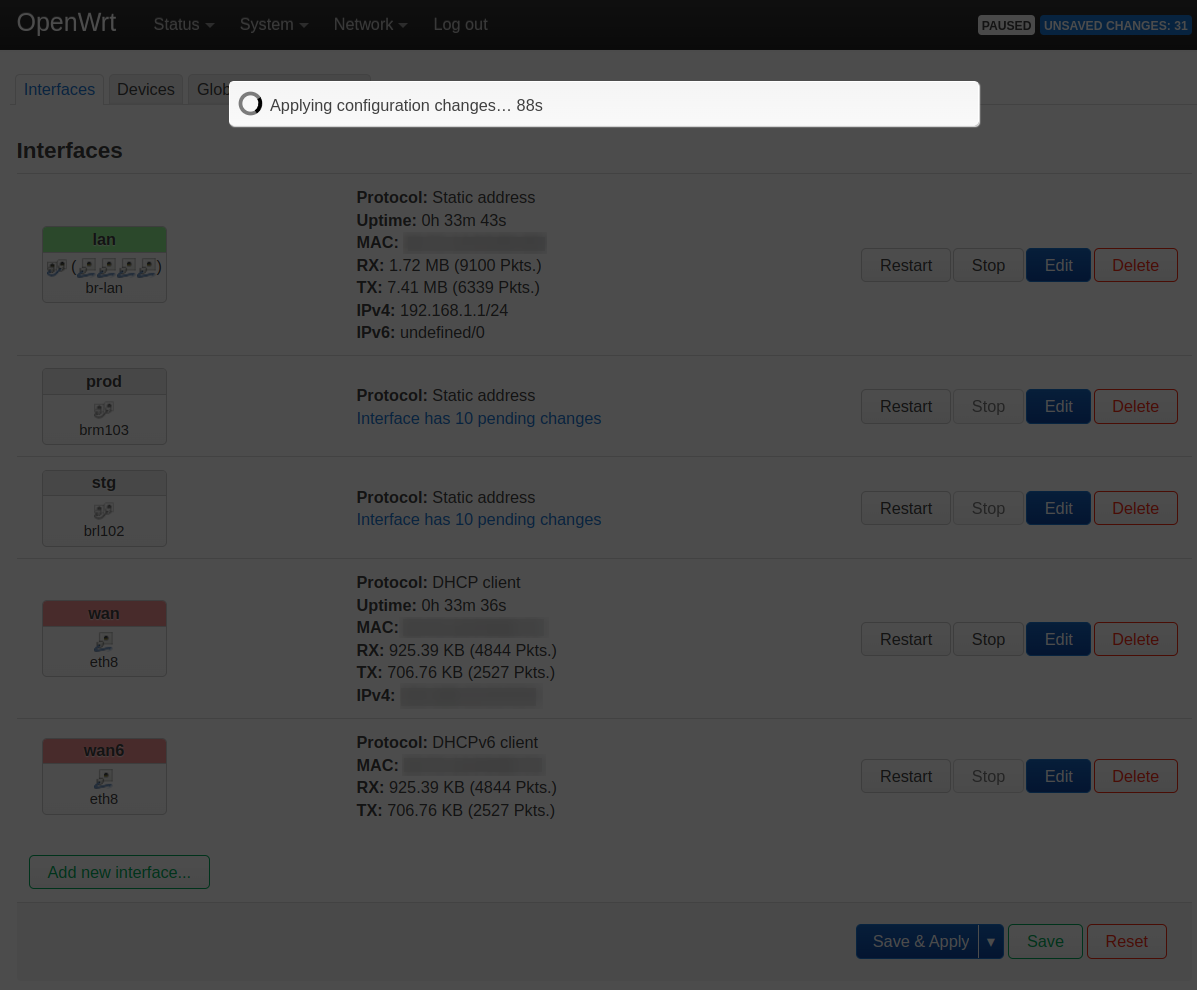 OpenWrt Status System Network Log out PAUSED UNSAVED CHANGES: 31
Interfaces Devices Glob
Applying configuration changes… 88s
Interfaces
lan
(
)
br-lan
Protocol: Static address
Uptime: 0h 33m 43s
MAC:
RX: 1.72 MB (9100 Pkts.)
TX: 7.41 MB (6339 Pkts.)
IPv4: 192.168.1.1/24
IPv6: undefined/0
Restart Stop Edit Delete
prod
brm103
Protocol: Static address
Interface has 10 pending changes
Restart Stop Edit Delete
stg
brl102
Protocol: Static address
Interface has 10 pending changes
Restart Stop Edit Delete
wan
eth8
Protocol: DHCP client
Uptime: 0h 33m 36s
MAC:
RX: 925.39 KB (4844 Pkts.)
TX: 706.76 KB (2527 Pkts.)
IPv4:
Restart Stop Edit Delete
wan6
eth8
Protocol: DHCPv6 client
MAC:
RX: 925.39 KB (4844 Pkts.)
TX: 706.76 KB (2527 Pkts.)
Restart Stop Edit Delete
Add new interface...
Save & Apply ▾ Save Reset